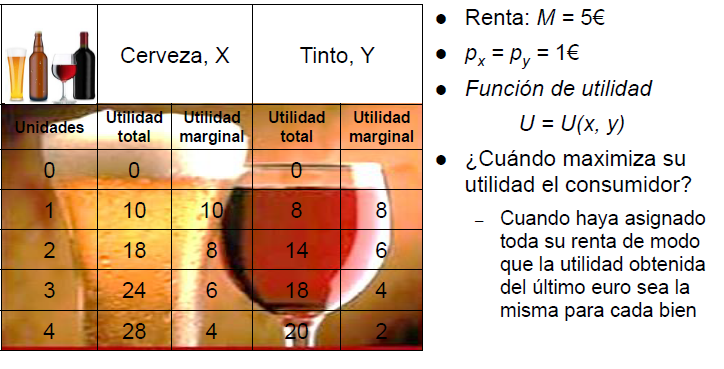 Cerveza, X Tinto, Y
Unidades Utilidad total Utilidad marginal Utilidad total Utilidad marginal
0 0 0
1 10 10 8 8
2 18 8 14 6
3 24 6 18 4
4 28 4 20 2
● Renta: M = 5€
● px = py = 1€
● Función de utilidad
U = U(x, y)
● ¿Cuándo maximiza su
utilidad el consumidor?
– Cuando haya asignado
toda su renta de modo
que la utilidad obtenida
del último euro sea la
misma para cada bien